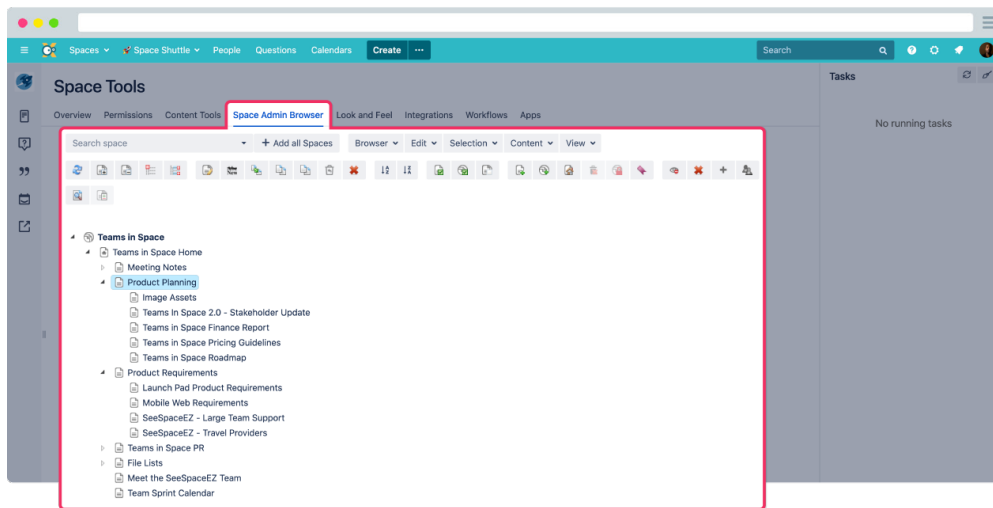 Spaces Space Shuttle People Questions Calendars Create ··· Search
Space Tools
Tasks
Overview Permissions Content Tools Space Admin Browser Look and Feel Integrations Workflows Apps
No running tasks
Search space + Add all Spaces Browser Edit Selection Content View
Teams in Space
Teams in Space Home
Meeting Notes
Product Planning
Image Assets
Teams In Space 2.0 - Stakeholder Update
Teams in Space Finance Report
Teams in Space Pricing Guidelines
Teams in Space Roadmap
Product Requirements
Launch Pad Product Requirements
Mobile Web Requirements
SeeSpaceEZ - Large Team Support
SeeSpaceEZ - Travel Providers
Teams in Space PR
File Lists
Meet the SeeSpaceEZ Team
Team Sprint Calendar